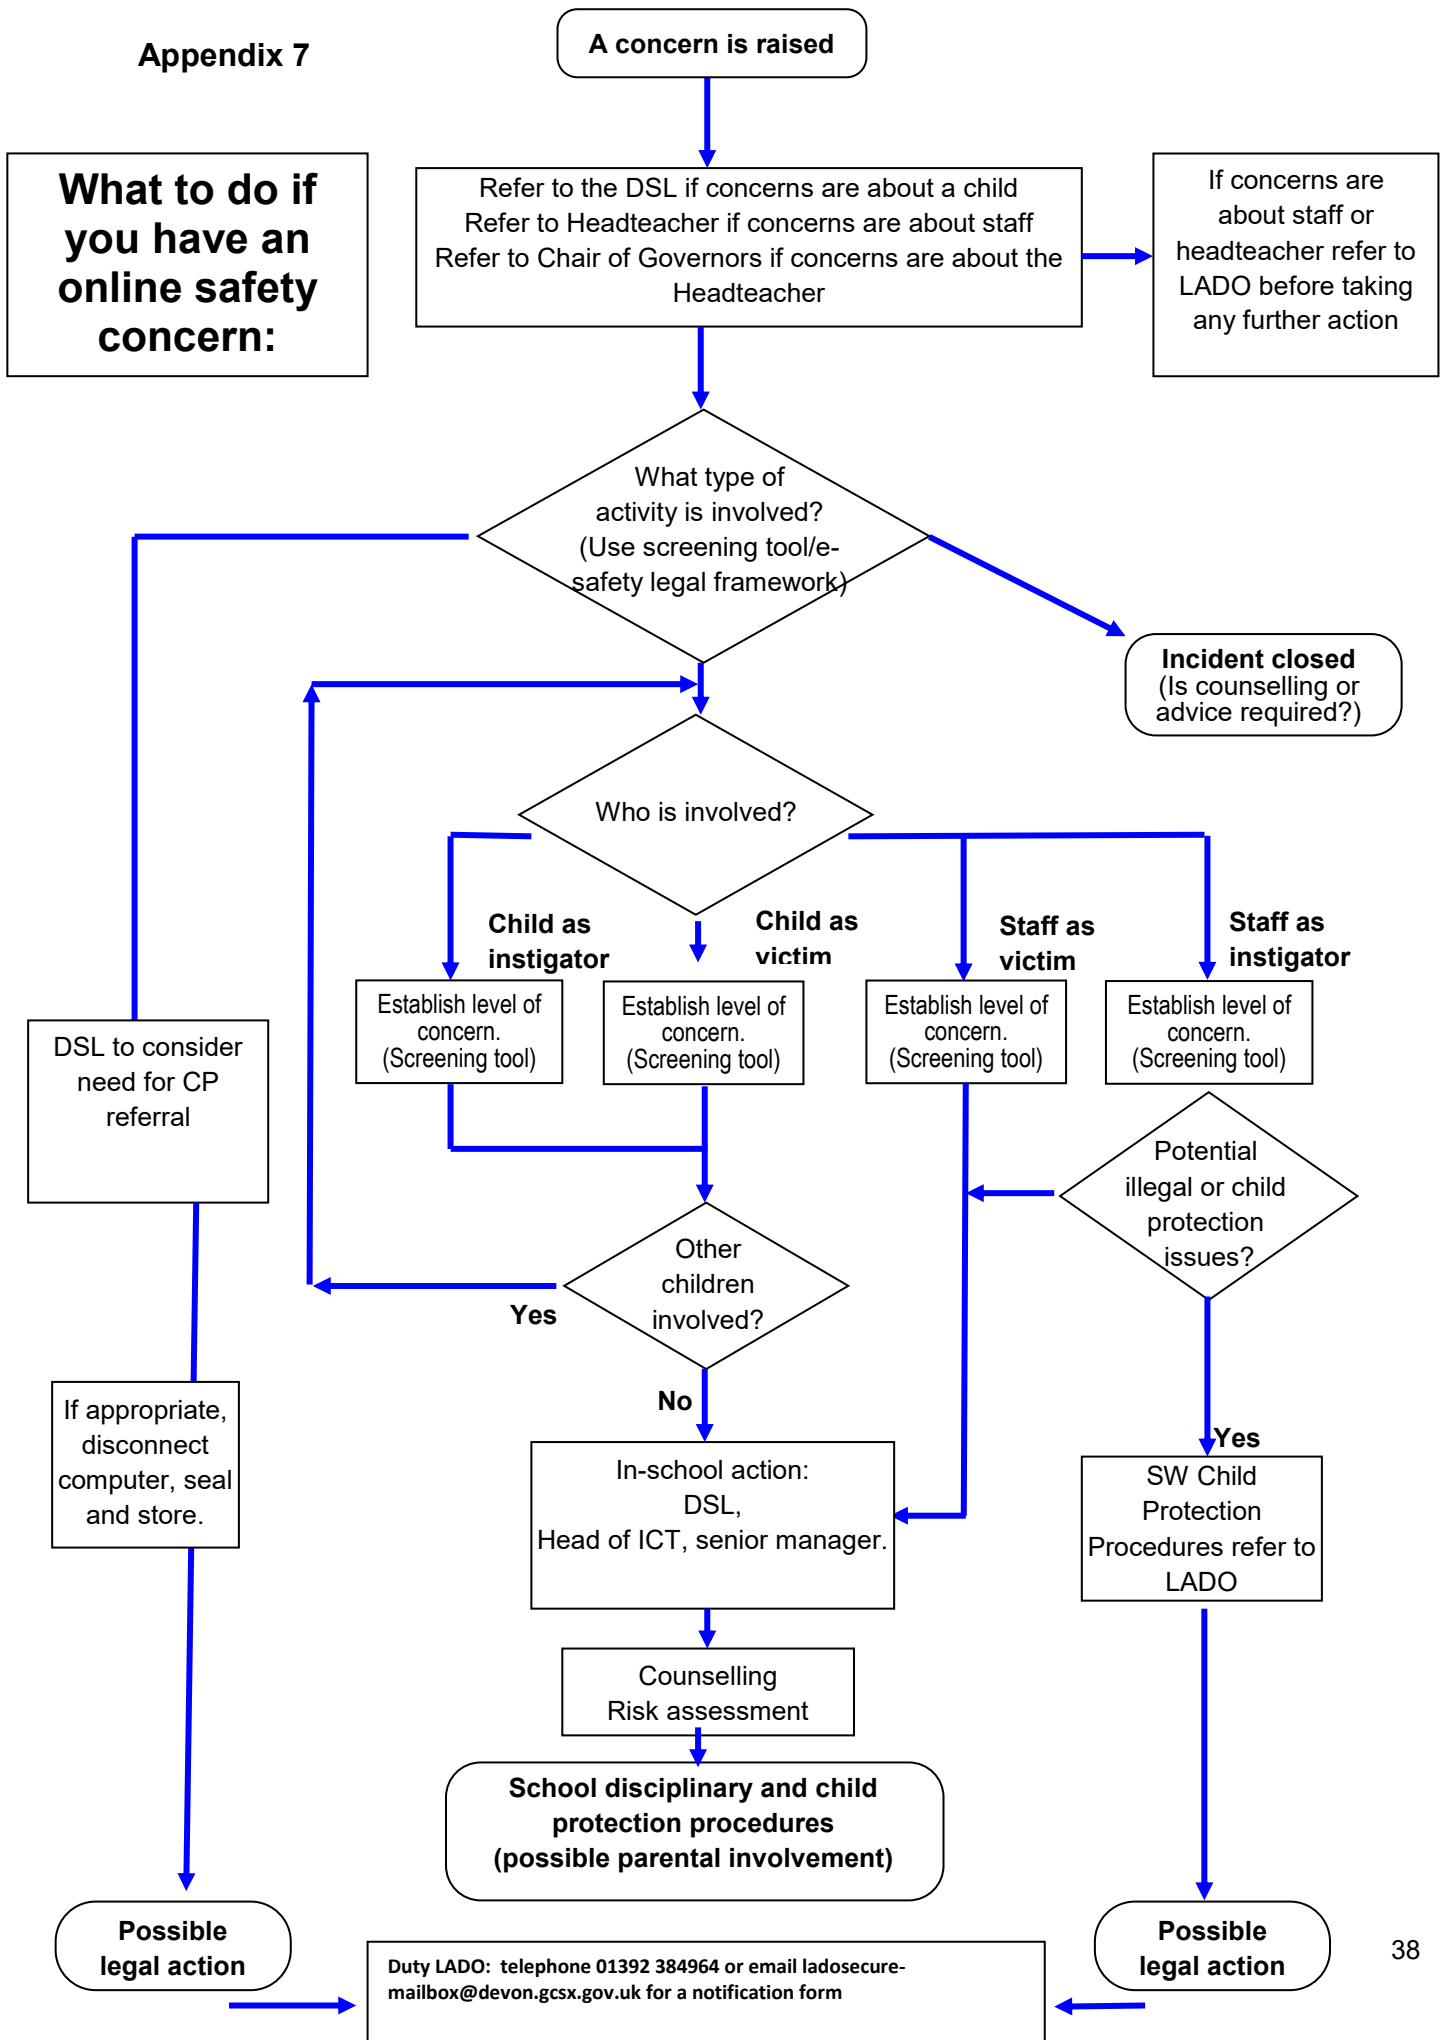 Appendix 7
A concern is raised
What to do if
you have an
online safety
concern:
Refer to the DSL if concerns are about a child
Refer to Headteacher if concerns are about staff
Refer to Chair of Governors if concerns are about the
Headteacher
If concerns are
about staff or
headteacher refer to
LADO before taking
any further action
What type of
activity is involved?
(Use screening tool/e-
safety legal framework)
Incident closed
(Is counselling or
advice required?)
Who is involved?
Child as
instigator
Child as
victim
Staff as
victim
Staff as
instigator
Establish level of
concern.
(Screening tool)
Establish level of
concern.
(Screening tool)
Establish level of
concern.
(Screening tool)
Establish level of
concern.
(Screening tool)
DSL to consider
need for CP
referral
Potential
illegal or child
protection
issues?
Other
children
involved?
Yes
No
If appropriate,
disconnect
computer, seal
and store.
In-school action:
DSL,
Head of ICT, senior manager.
Yes
SW Child
Protection
Procedures refer to
LADO
Counselling
Risk assessment
School disciplinary and child
protection procedures
(possible parental involvement)
Possible
legal action
Possible
legal action
Duty LADO: telephone 01392 384964 or email ladosecure-
mailbox@devon.gcsx.gov.uk for a notification form
38